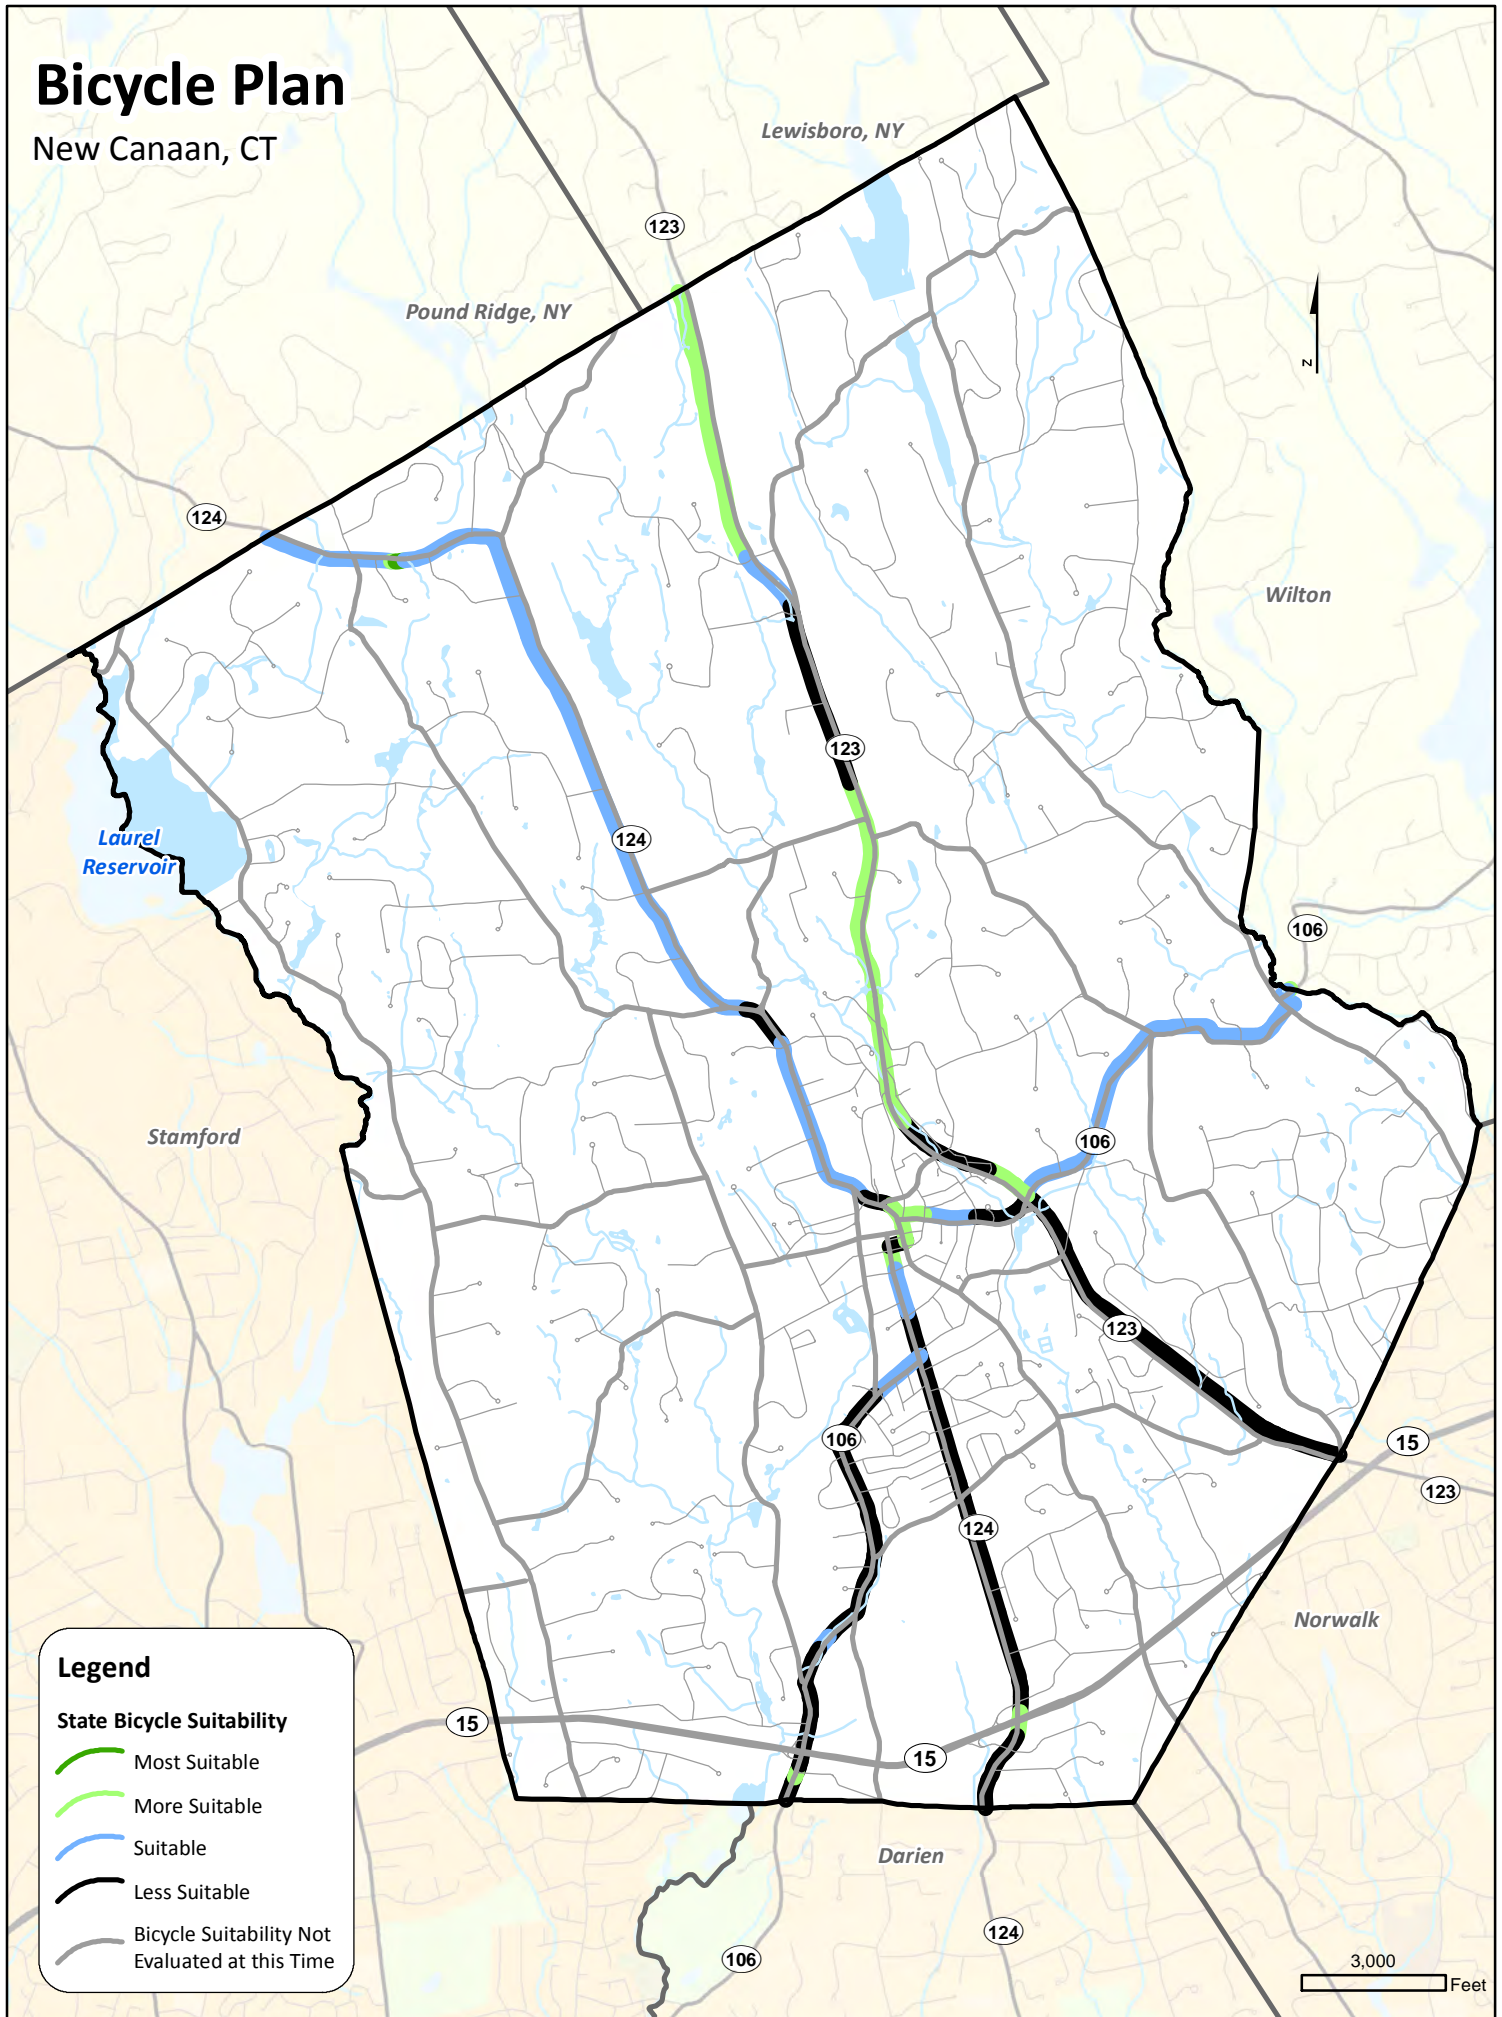 Bicycle Plan
New Canaan, CT
Lewisboro, NY
123
Pound Ridge, NY
N
124
Wilton
123
124
Laurel
Reservoir
106
Stamford
106
123
106
15
123
124
Norwalk
15
15
Darien
124
106
Legend
State Bicycle Suitability
Most Suitable
More Suitable
Suitable
Less Suitable
Bicycle Suitability Not
Evaluated at this Time
3,000
Feet